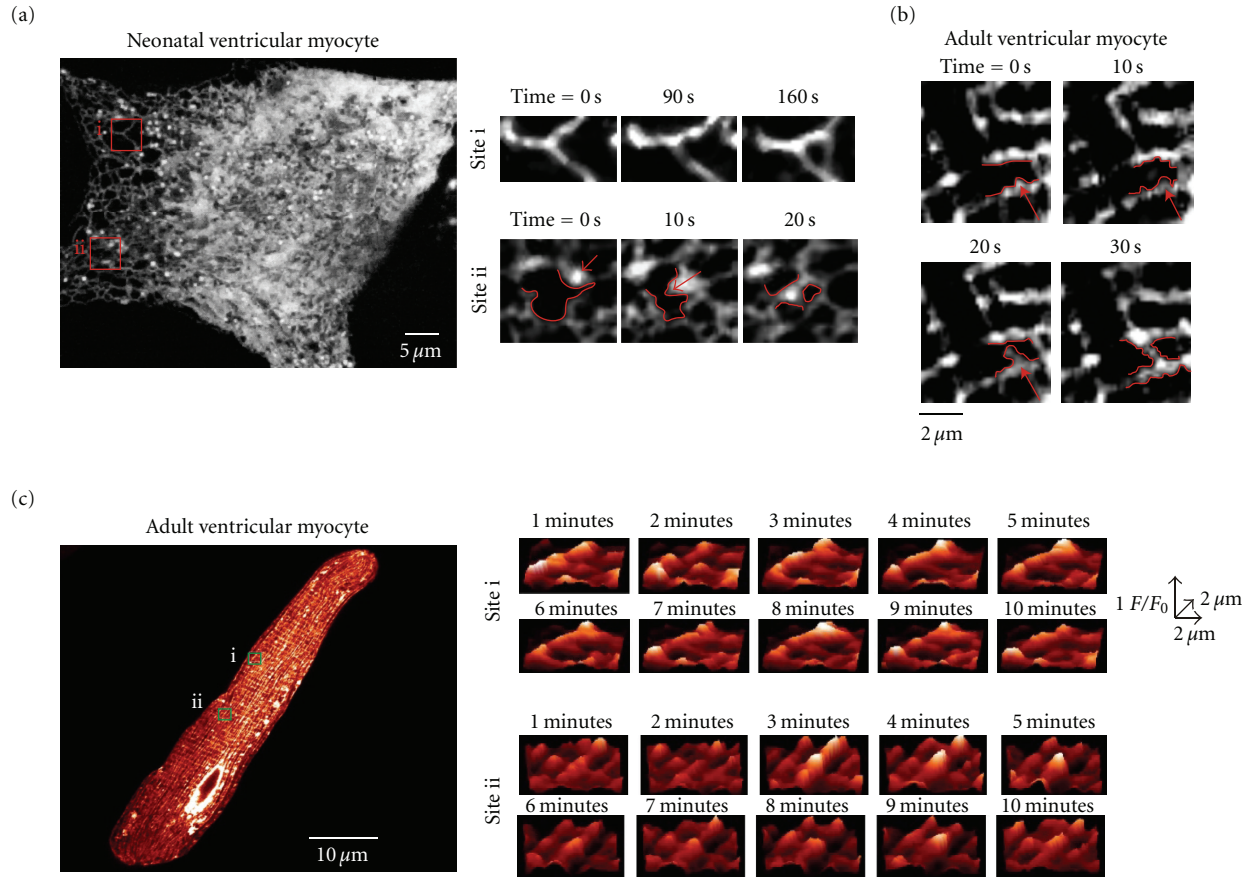 (a)
Neonatal ventricular myocyte
i
ii
5 µm
Time = 0 s
90 s
160 s
Site i
Time = 0 s
10 s
20 s
Site ii
(b)
Adult ventricular myocyte
Time = 0 s
10 s
20 s
30 s
2 µm
(c)
Adult ventricular myocyte
i
ii
10 µm
1 minutes
2 minutes
3 minutes
4 minutes
5 minutes
Site i
6 minutes
7 minutes
8 minutes
9 minutes
10 minutes
1 F/F0
2 µm
2 µm
1 minutes
2 minutes
3 minutes
4 minutes
5 minutes
Site ii
6 minutes
7 minutes
8 minutes
9 minutes
10 minutes